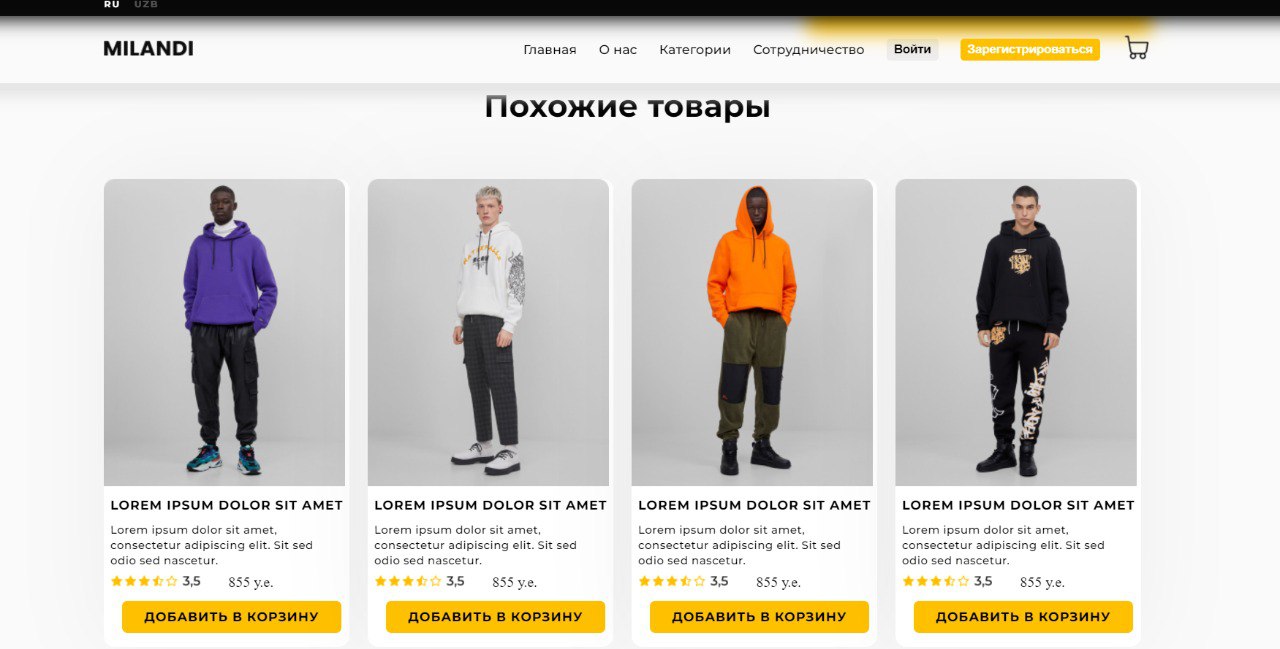 RU UZB
MILANDI Главная О нас Категории Сотрудничество Войти Зарегистрироваться
Похожие товары
LOREM IPSUM DOLOR SIT AMET
Lorem ipsum dolor sit amet,
consectetur adipiscing elit. Sit sed
odio sed nascetur.
3,5 855 y.e.
ДОБАВИТЬ В КОРЗИНУ
LOREM IPSUM DOLOR SIT AMET
Lorem ipsum dolor sit amet,
consectetur adipiscing elit. Sit sed
odio sed nascetur.
3,5 855 y.e.
ДОБАВИТЬ В КОРЗИНУ
LOREM IPSUM DOLOR SIT AMET
Lorem ipsum dolor sit amet,
consectetur adipiscing elit. Sit sed
odio sed nascetur.
3,5 855 y.e.
ДОБАВИТЬ В КОРЗИНУ
LOREM IPSUM DOLOR SIT AMET
Lorem ipsum dolor sit amet,
consectetur adipiscing elit. Sit sed
odio sed nascetur.
3,5 855 y.e.
ДОБАВИТЬ В КОРЗИНУ